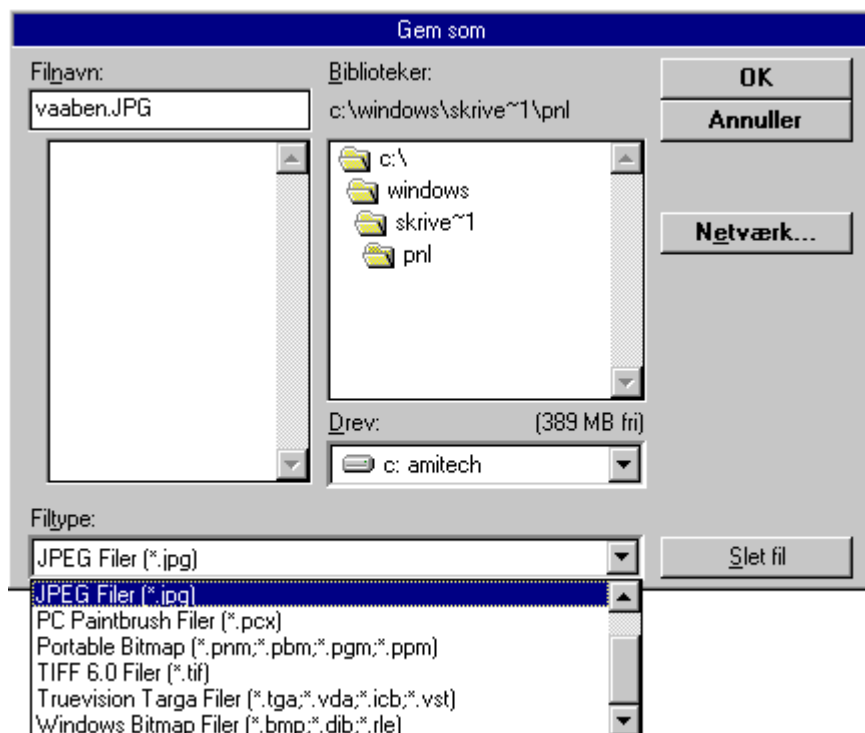 Gem som
Filnavn:
vaaben.JPG
Biblioteker:
c:\windows\skrive~1\pnl
c:\
windows
skrive~1
pnl
OK
Annuller
Netværk...
Drev: (389 MB fri)
c: amitech
Filtype:
JPEG Filer (*.jpg)
Slet fil
JPEG Filer (*.jpg)
PC Paintbrush Filer (*.pcx)
Portable Bitmap (*.pnm;*.pbm;*.pgm;*.ppm)
TIFF 6.0 Filer (*.tif)
Truevision Targa Filer (*.tga;*.vda;*.icb;*.vst)
Windows Bitmap Filer (*.bmp;*.dib;*.rle)